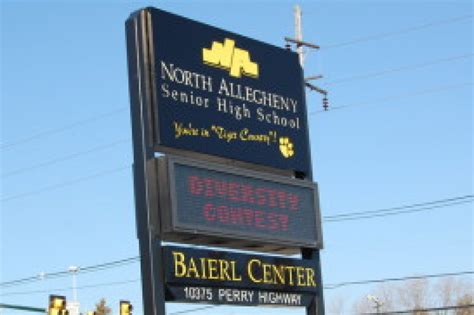 NA
NORTH ALLEGHENY
Senior High School
You're in "Tiger Country"!
DIVERSITY
CONTEST
BAIERL CENTER
10375 PERRY HIGHWAY